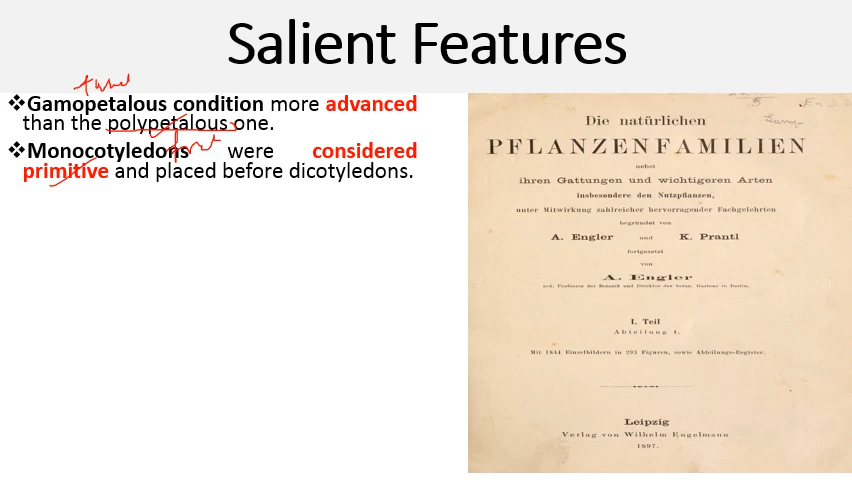 Salient Features
❖Gamopetalous condition more advanced
than the polypetalous one.
❖Monocotyledons were considered
primitive and placed before dicotyledons.
Die natürlichen
PFLANZENFAMILIEN
nebst
ihren Gattungen und wichtigeren Arten
insbesondere den Nutzpflanzen,
unter Mitwirkung zahlreicher hervorragender Fachgelehrten
begründet von
A. Engler und K. Prantl
fortgesetzt
von
A. Engler
ord. Professor der Botanik und Direktor des botan. Gartens in Berlin.
I. Teil
Abteilung 1.
Mit 1844 Einzelbildern in 293 Figuren, sowie Abteilungs-Register.
Leipzig
Verlag von Wilhelm Engelmann
1897.